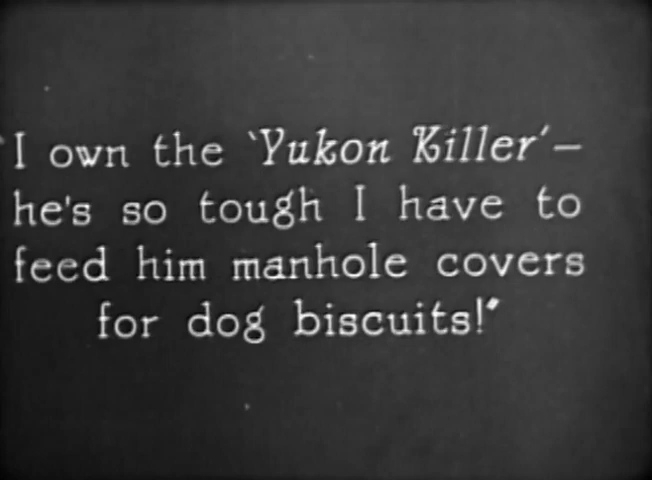 "I own the 'Yukon Killer'—
he's so tough I have to
feed him manhole covers
for dog biscuits!"